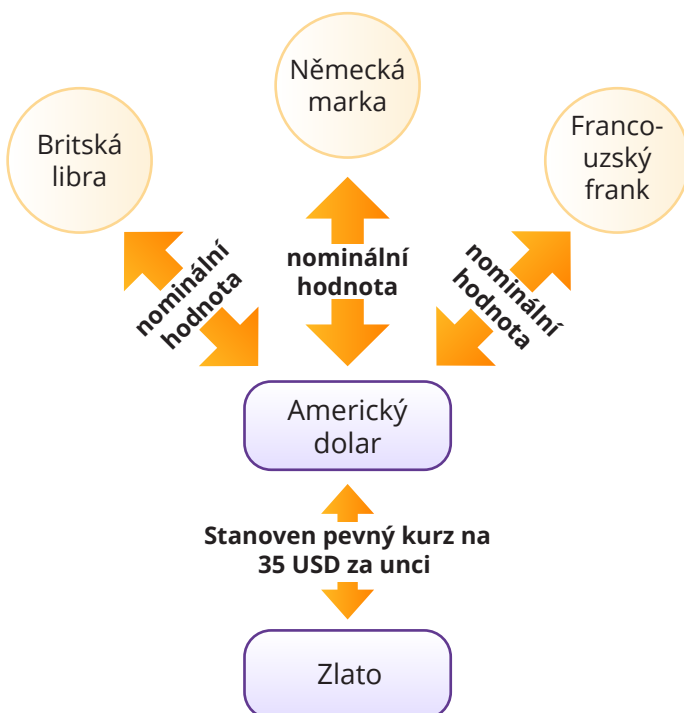 Německá
marka
Britská
libra
Franco-
uzský
frank
nominální
hodnota
nominální
hodnota
nominální
hodnota
Americký
dolar
Stanoven pevný kurz na
35 USD za unci
Zlato